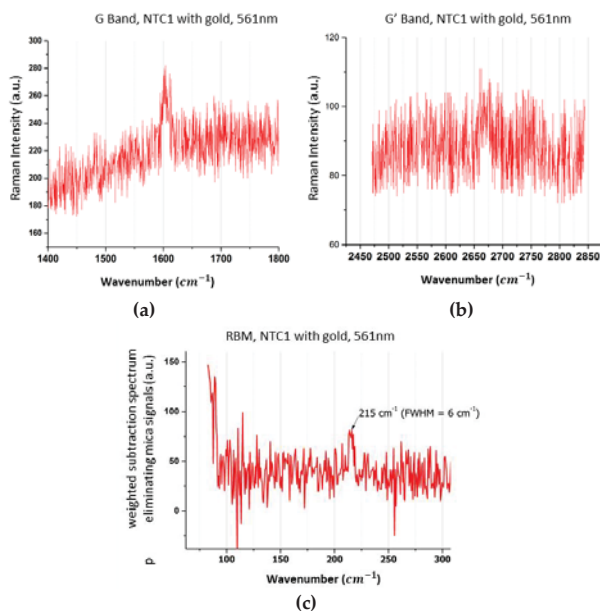 G Band, NTC1 with gold, 561nm
Raman Intensity (a.u.)
300
280
260
240
220
200
180
160
1400
1500
1600
1700
1800
Wavenumber (cm⁻¹)
(a)
G' Band, NTC1 with gold, 561nm
Raman Intensity (a.u.)
120
100
80
60
2450 2500 2550 2600 2650 2700 2750 2800 2850
Wavenumber (cm⁻¹)
(b)
RBM, NTC1 with gold, 561nm
weighted subtraction spectrum
eliminating mica signals (a.u.)
p
150
100
50
0
215 cm⁻¹ (FWHM = 6 cm⁻¹)
100
150
200
250
300
Wavenumber (cm⁻¹)
(c)